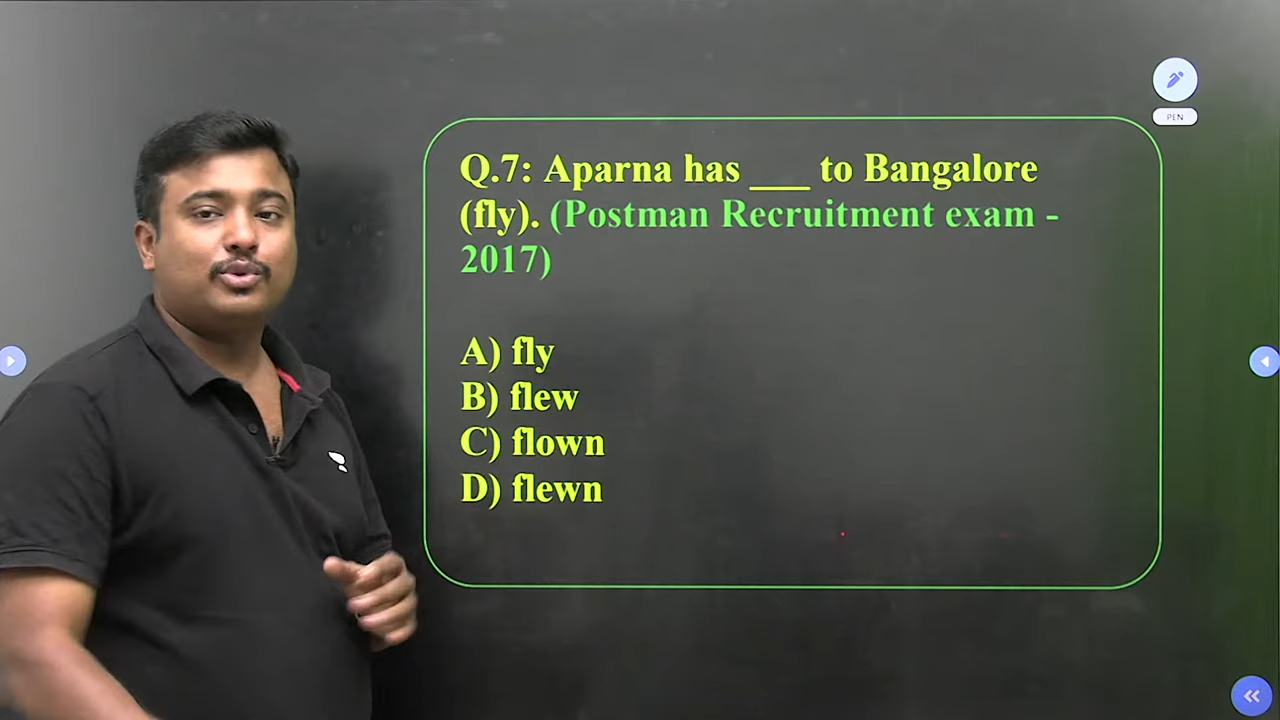 PEN
Q.7: Aparna has ___ to Bangalore
(fly). (Postman Recruitment exam -
2017)
A) fly
B) flew
C) flown
D) flewn